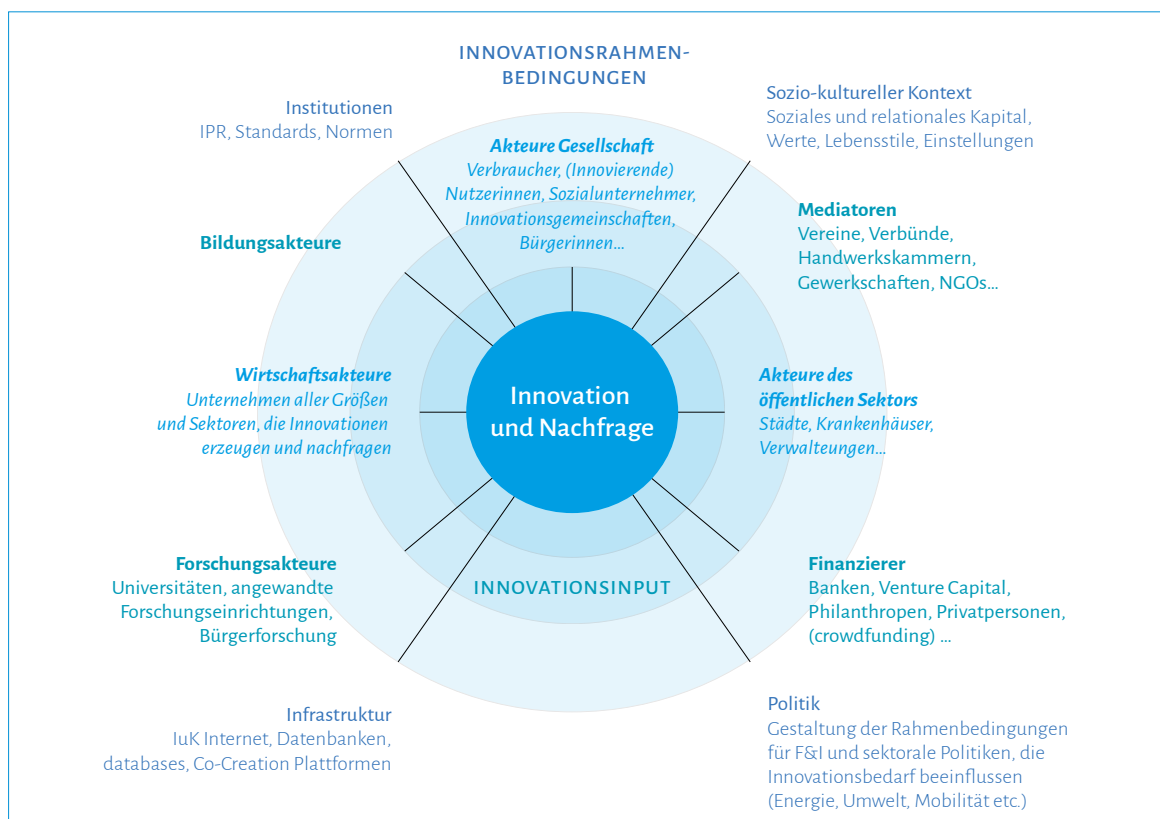 INNOVATIONSRAHMEN-
BEDINGUNGEN
Institutionen
IPR, Standards, Normen
Sozio-kultureller Kontext
Soziales und relationales Kapital,
Werte, Lebensstile, Einstellungen
Akteure Gesellschaft
Verbraucher, (Innovierende)
Nutzerinnen, Sozialunternehmer,
Innovationsgemeinschaften,
Bürgerinnen...
Bildungsakteure
Mediatoren
Vereine, Verbünde,
Handwerkskammern,
Gewerkschaften, NGOs...
Wirtschaftsakteure
Unternehmen aller Größen
und Sektoren, die Innovationen
erzeugen und nachfragen
Innovation
und Nachfrage
Akteure des
öffentlichen Sektors
Städte, Krankenhäuser,
Verwalteungen...
Forschungsakteure
Universitäten, angewandte
Forschungseinrichtungen,
Bürgerforschung
INNOVATIONSINPUT
Finanzierer
Banken, Venture Capital,
Philanthropen, Privatpersonen,
(crowdfunding) ...
Infrastruktur
IuK Internet, Datenbanken,
databases, Co-Creation Plattformen
Politik
Gestaltung der Rahmenbedingungen
für F&I und sektorale Politiken, die
Innovationsbedarf beeinflussen
(Energie, Umwelt, Mobilität etc.)